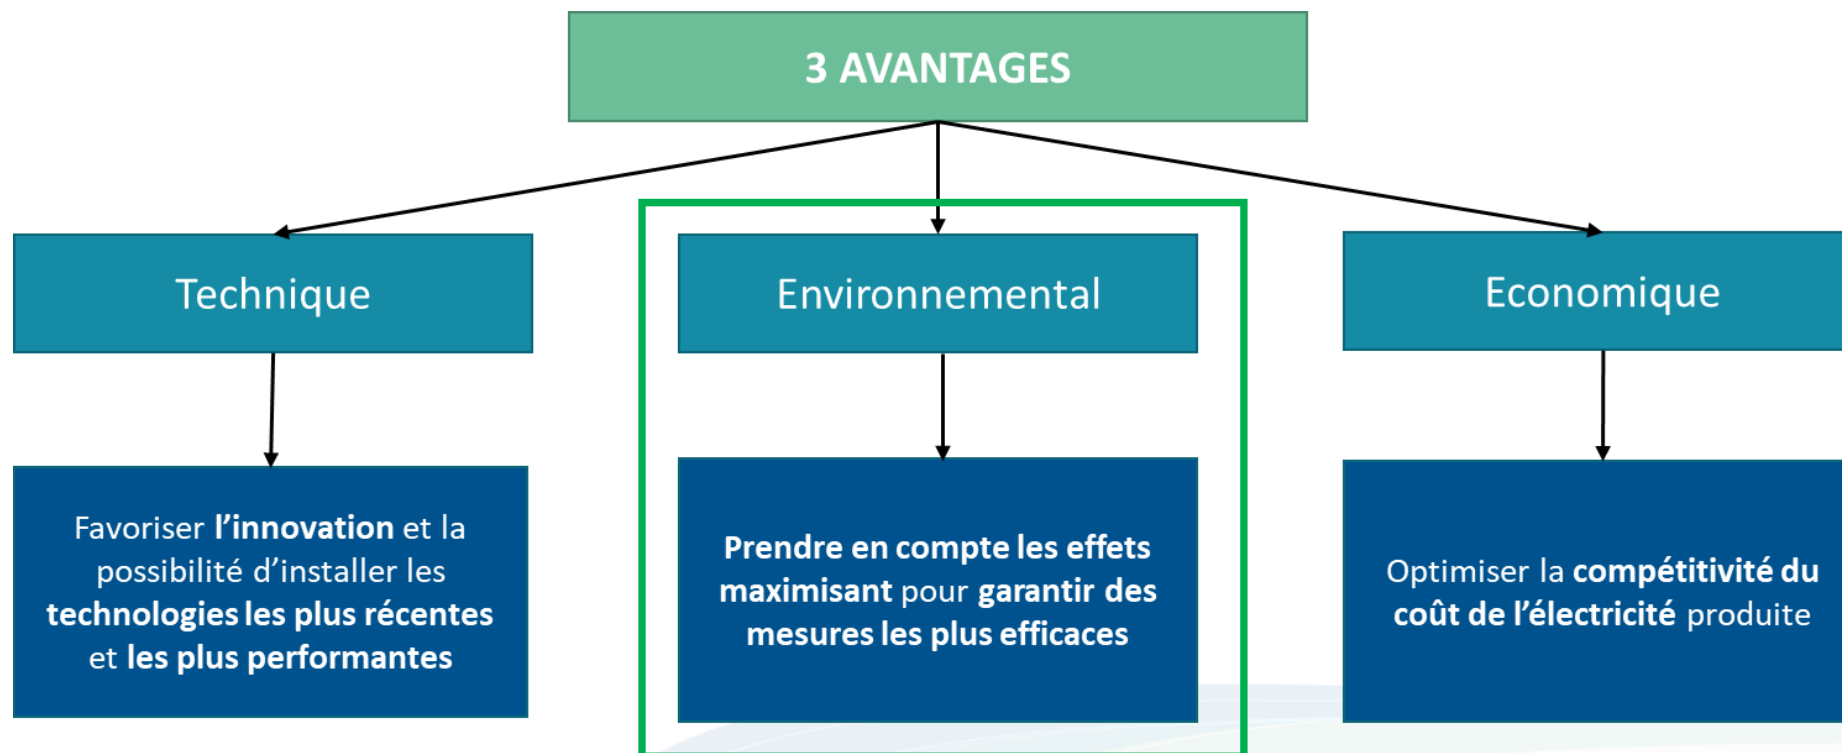 3 AVANTAGES
Technique
Environnemental
Economique
Favoriser l’innovation et la
possibilité d’installer les
technologies les plus récentes
et les plus performantes
Prendre en compte les effets
maximisant pour garantir des
mesures les plus efficaces
Optimiser la compétitivité du
coût de l’électricité produite